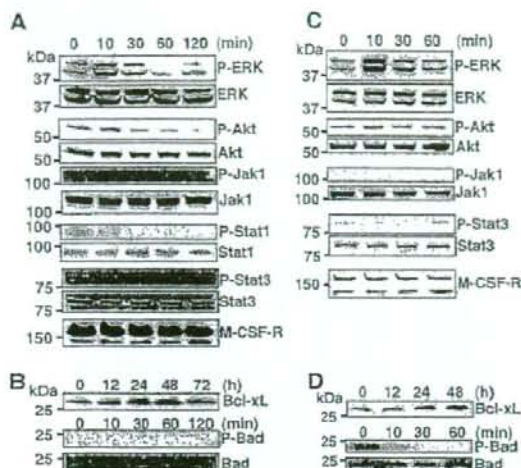 A
0 10 30 60 120 (min)
kDa
P-ERK
37
ERK
37
P-Akt
50
Akt
50
P-Jak1
100
Jak1
100
P-Stat1
100
Stat1
P-Stat3
75
Stat3
75
M-CSF-R
150
B
0 12 24 48 72 (h)
kDa
Bcl-xL
25
0 10 30 60 120 (min)
P-Bad
25
Bad
25
C
0 10 30 60 (min)
kDa
P-ERK
37
ERK
37
P-Akt
50
Akt
50
P-Jak1
100
Jak1
100
P-Stat3
75
Stat3
75
M-CSF-R
150
D
0 12 24 48 (h)
kDa
Bcl-xL
25
0 10 30 60 (min)
P-Bad
25
Bad
25